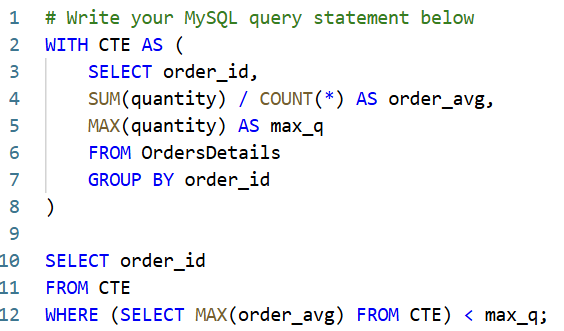 1 # Write your MySQL query statement below
2 WITH CTE AS (
3 SELECT order_id,
4 SUM(quantity) / COUNT(*) AS order_avg,
5 MAX(quantity) AS max_q
6 FROM OrdersDetails
7 GROUP BY order_id
8 )
9
10 SELECT order_id
11 FROM CTE
12 WHERE (SELECT MAX(order_avg) FROM CTE) < max_q;